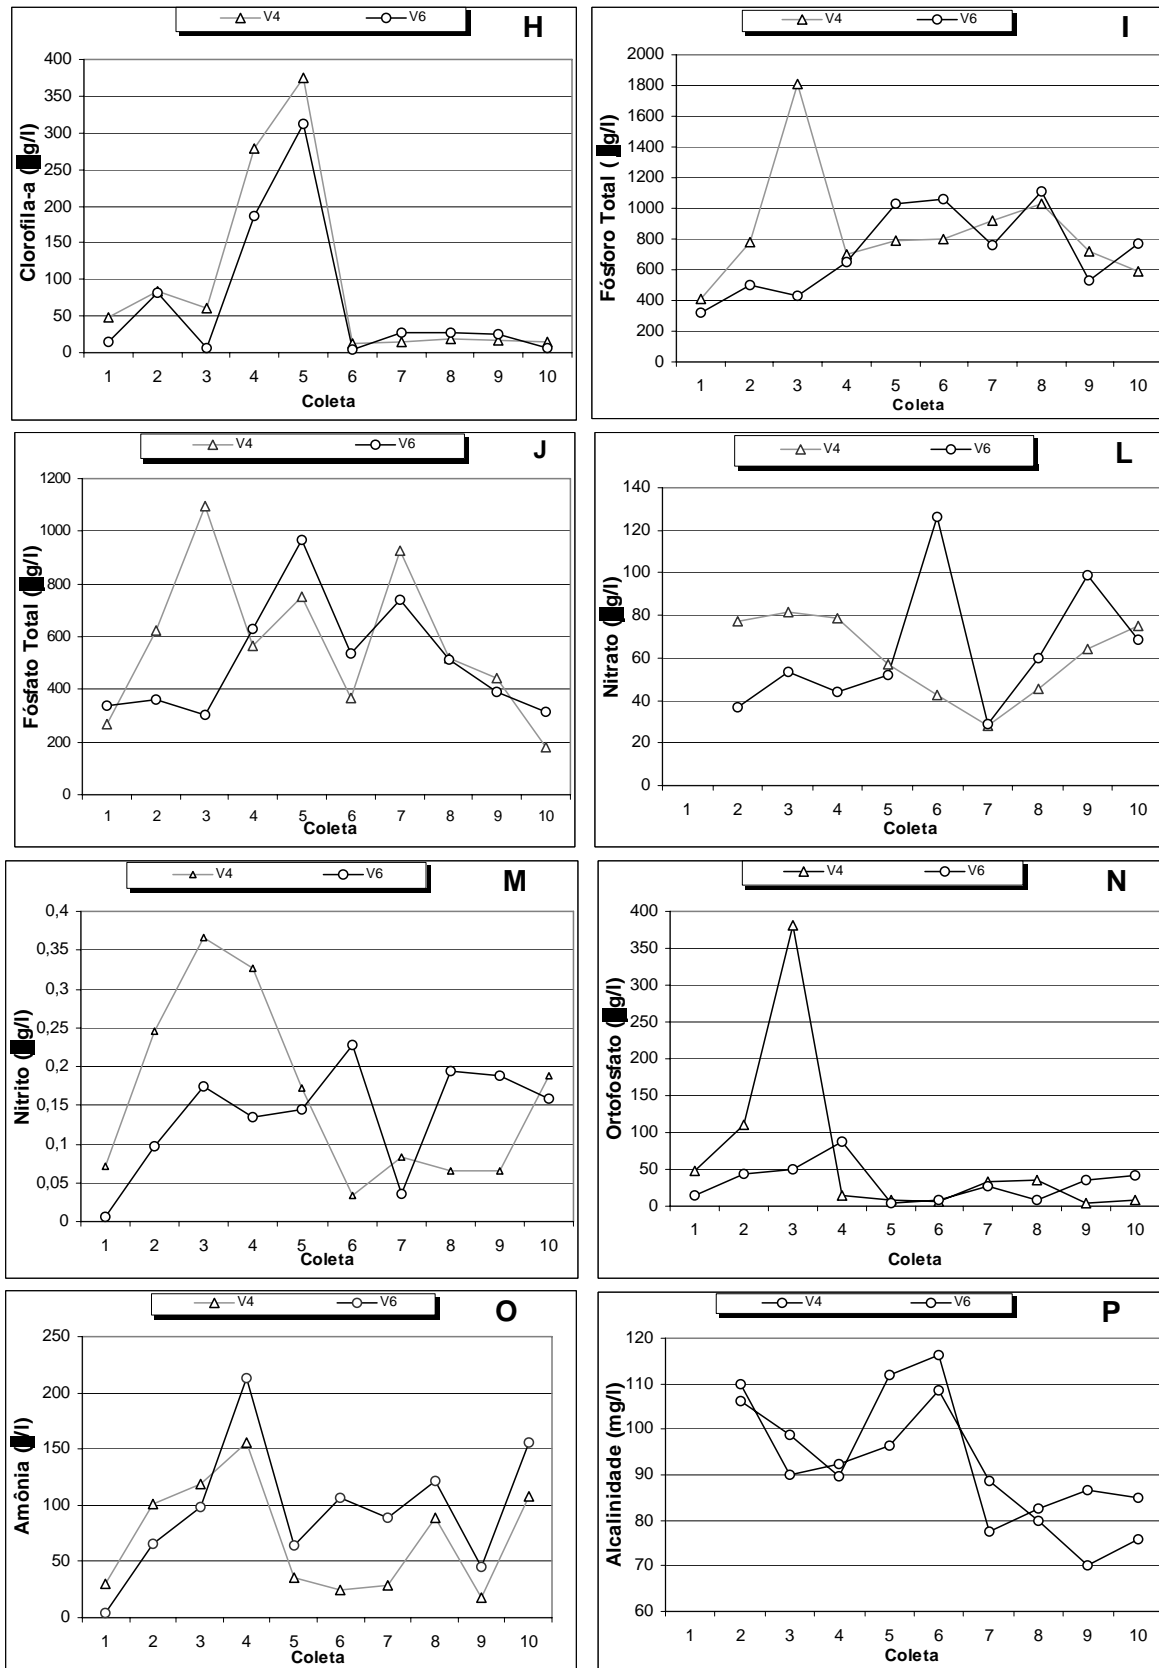 V4 V6 H
400
350
300
250
200
150
100
50
0
Clorofila-a ( g/l)
1 2 3 4 5 6 7 8 9 10
Coleta
V4 V6 I
2000
1800
1600
1400
1200
1000
800
600
400
200
0
Fósforo Total ( g/l)
1 2 3 4 5 6 7 8 9 10
Coleta
V4 V6 J
1200
1000
800
600
400
200
0
Fósfato Total ( g/l)
1 2 3 4 5 6 7 8 9 10
Coleta
V4 V6 L
140
120
100
80
60
40
20
0
Nitrato ( g/l)
1 2 3 4 5 6 7 8 9 10
Coleta
V4 V6 M
0,4
0,35
0,3
0,25
0,2
0,15
0,1
0,05
0
Nitrito ( g/l)
1 2 3 4 5 6 7 8 9 10
Coleta
V4 V6 N
400
350
300
250
200
150
100
50
0
Ortofosfato ( g/l)
1 2 3 4 5 6 7 8 9 10
Coleta
V4 V6 O
250
200
150
100
50
0
Amônia ( /l)
1 2 3 4 5 6 7 8 9 10
Coleta
V4 V6 P
120
110
100
90
80
70
60
Alcalinidade (mg/l)
1 2 3 4 5 6 7 8 9 10
Coleta